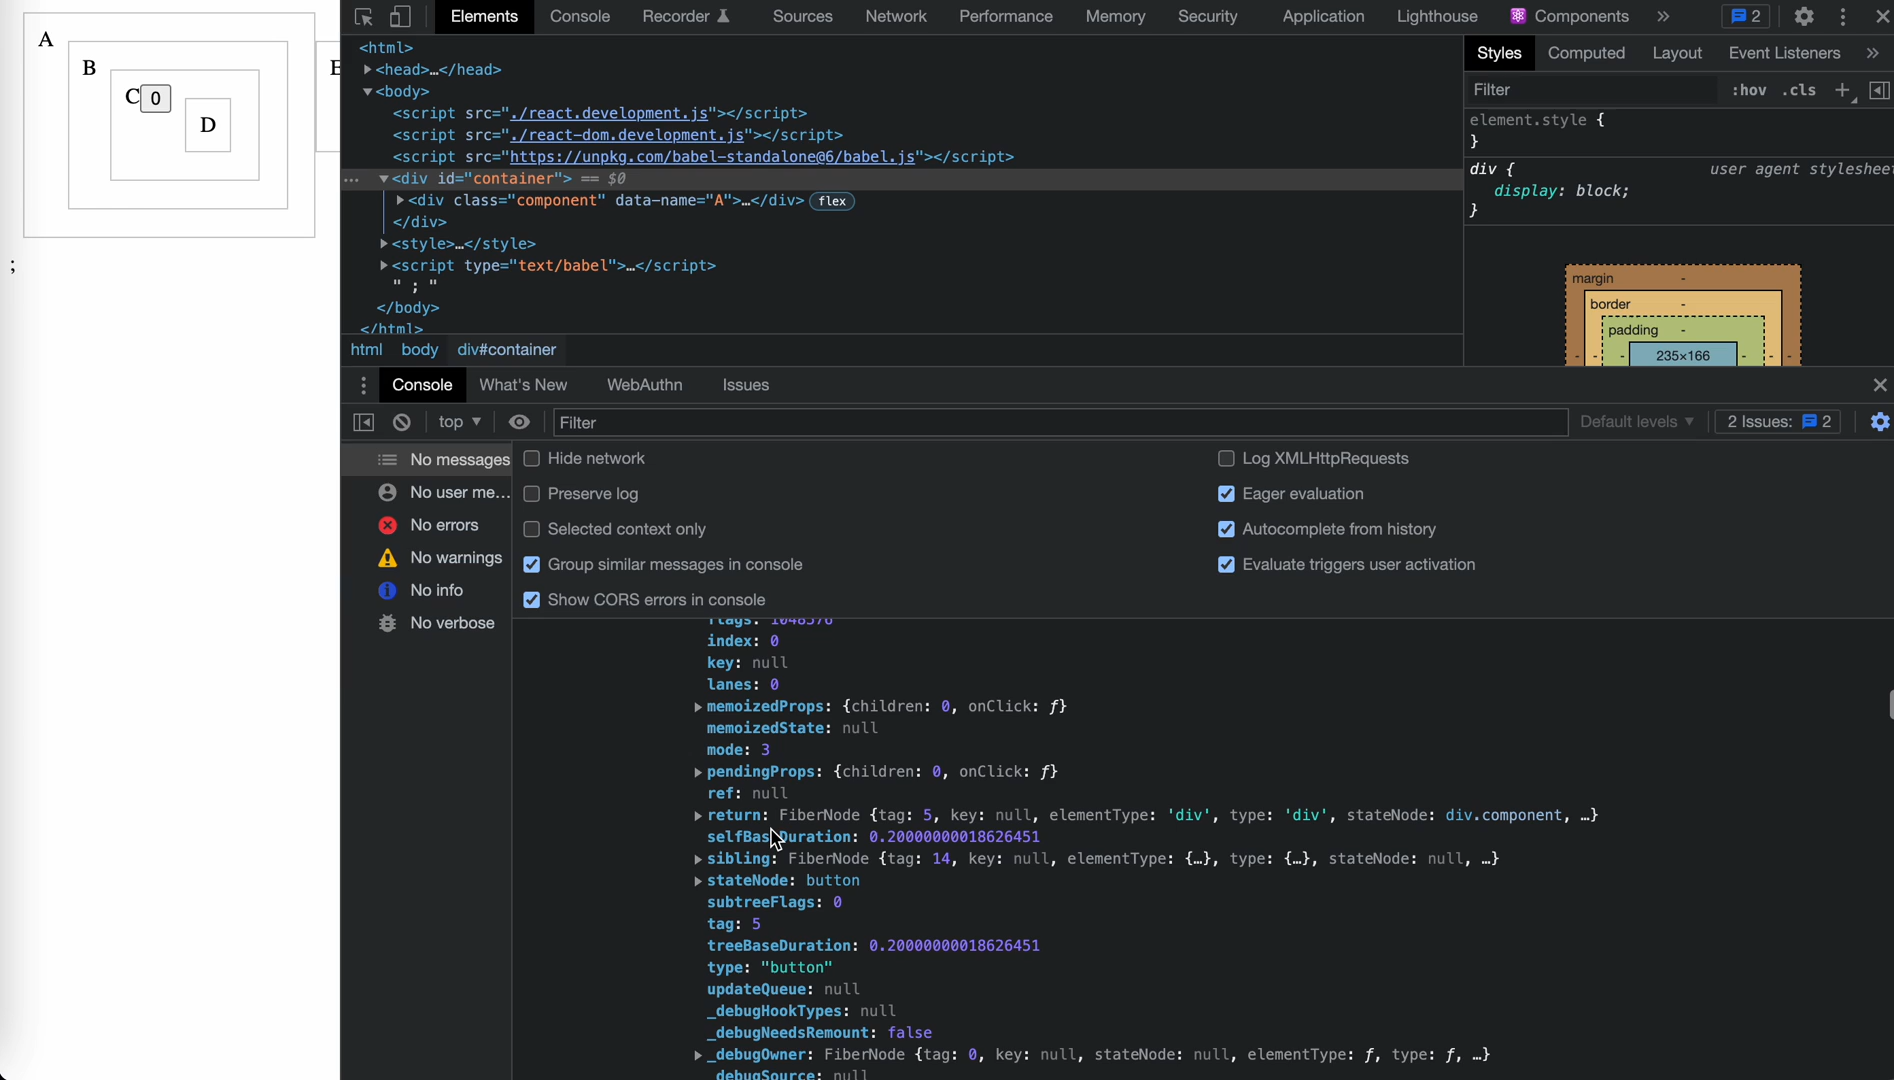 A
B
C 0
D
E
;
Elements Console Recorder Sources Network Performance Memory Security Application Lighthouse Components » 2
<html>
<head>…</head>
<body>
<script src="./react.development.js"></script>
<script src="./react-dom.development.js"></script>
<script src="https://unpkg.com/babel-standalone@6/babel.js"></script>
… <div id="container"> == $0
<div class="component" data-name="A">…</div> flex
</div>
<style>…</style>
<script type="text/babel">…</script>
" ; "
</body>
</html>
html body div#container
Styles Computed Layout Event Listeners »
Filter :hov .cls +
element.style {
}
div { user agent stylesheet
display: block;
}
margin -
border -
padding -
- - - 235×166 - - -
Console What's New WebAuthn Issues
top Filter Default levels 2 Issues: 2
No messages
No user me...
No errors
No warnings
No info
No verbose
Hide network
Preserve log
Selected context only
Group similar messages in console
Show CORS errors in console
Log XMLHttpRequests
Eager evaluation
Autocomplete from history
Evaluate triggers user activation
flags: 1048576
index: 0
key: null
lanes: 0
memoizedProps: {children: 0, onClick: ƒ}
memoizedState: null
mode: 3
pendingProps: {children: 0, onClick: ƒ}
ref: null
return: FiberNode {tag: 5, key: null, elementType: 'div', type: 'div', stateNode: div.component, …}
selfBaseDuration: 0.20000000018626451
sibling: FiberNode {tag: 14, key: null, elementType: {…}, type: {…}, stateNode: null, …}
stateNode: button
subtreeFlags: 0
tag: 5
treeBaseDuration: 0.20000000018626451
type: "button"
updateQueue: null
_debugHookTypes: null
_debugNeedsRemount: false
_debugOwner: FiberNode {tag: 0, key: null, stateNode: null, elementType: ƒ, type: ƒ, …}
_debugSource: null